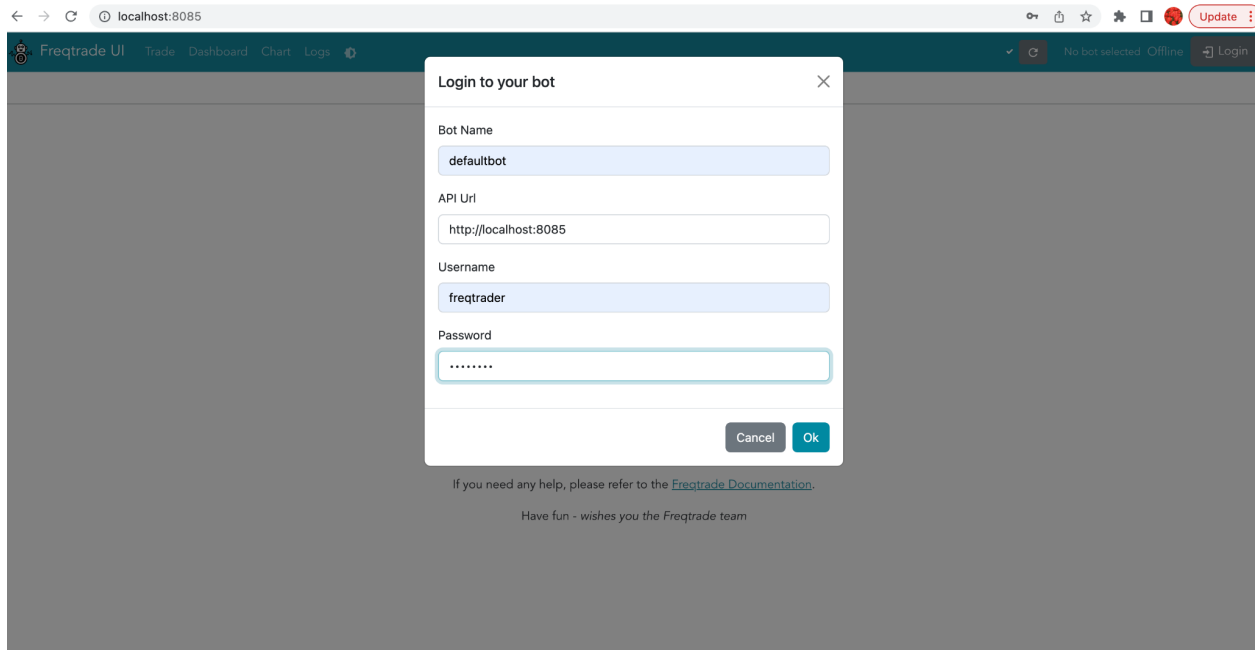 localhost:8085
Update
Freqtrade UI Trade Dashboard Chart Logs
No bot selected Offline Login
Login to your bot
Bot Name
defaultbot
API Url
http://localhost:8085
Username
freqtrader
Password
••••••••
Cancel Ok
If you need any help, please refer to the Freqtrade Documentation.
Have fun - wishes you the Freqtrade team